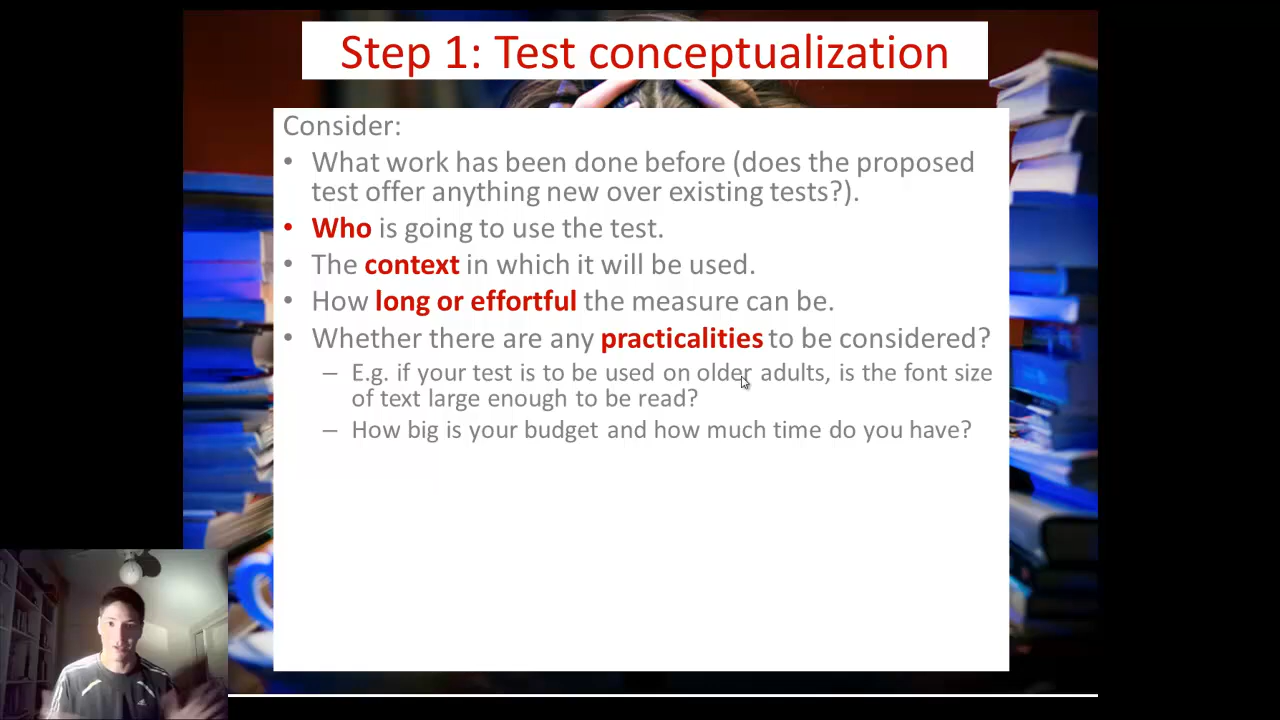 Step 1: Test conceptualization
Consider:
• What work has been done before (does the proposed
test offer anything new over existing tests?).
• Who is going to use the test.
• The context in which it will be used.
• How long or effortful the measure can be.
• Whether there are any practicalities to be considered?
– E.g. if your test is to be used on older adults, is the font size
of text large enough to be read?
– How big is your budget and how much time do you have?